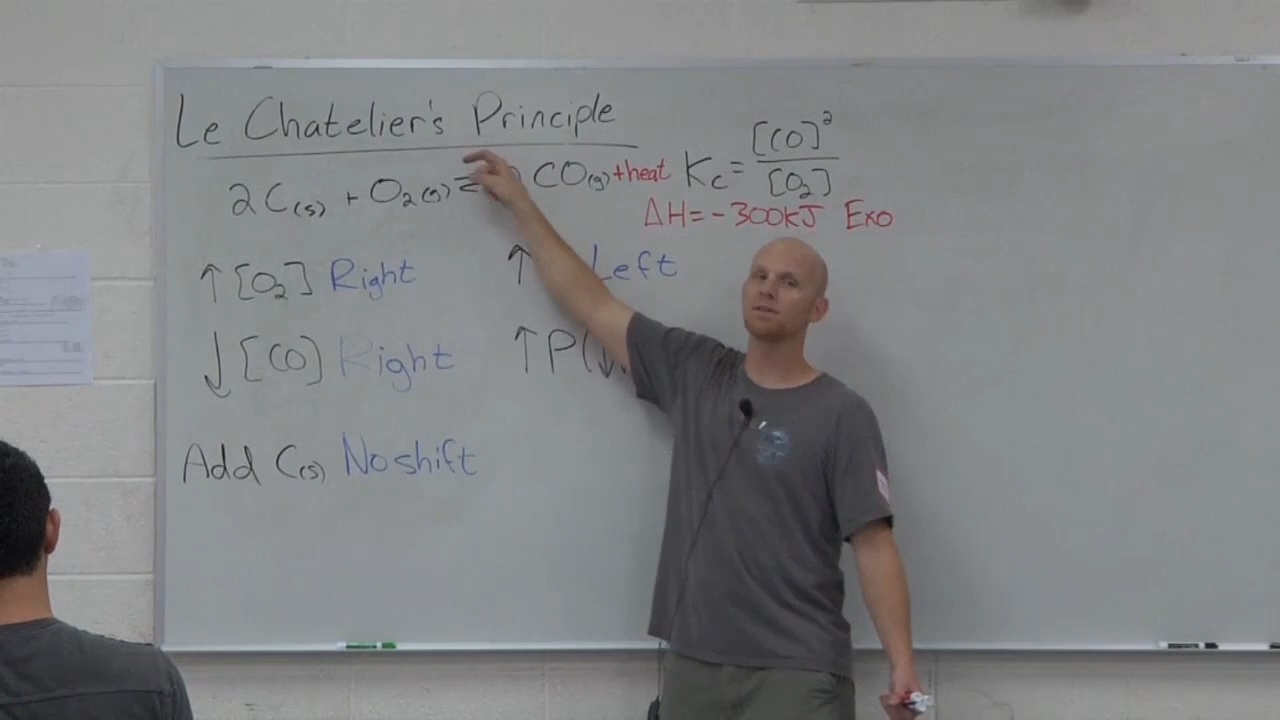 Le Chatelier's Principle
2C(s) + O₂(g) ⇌ CO(g) +heat
Kc = [CO]² / [O₂]
ΔH = -300kJ Exo
↑[O₂] Right
↑ Left
↓[CO] Right
↑P(↓
Add C(s) No shift